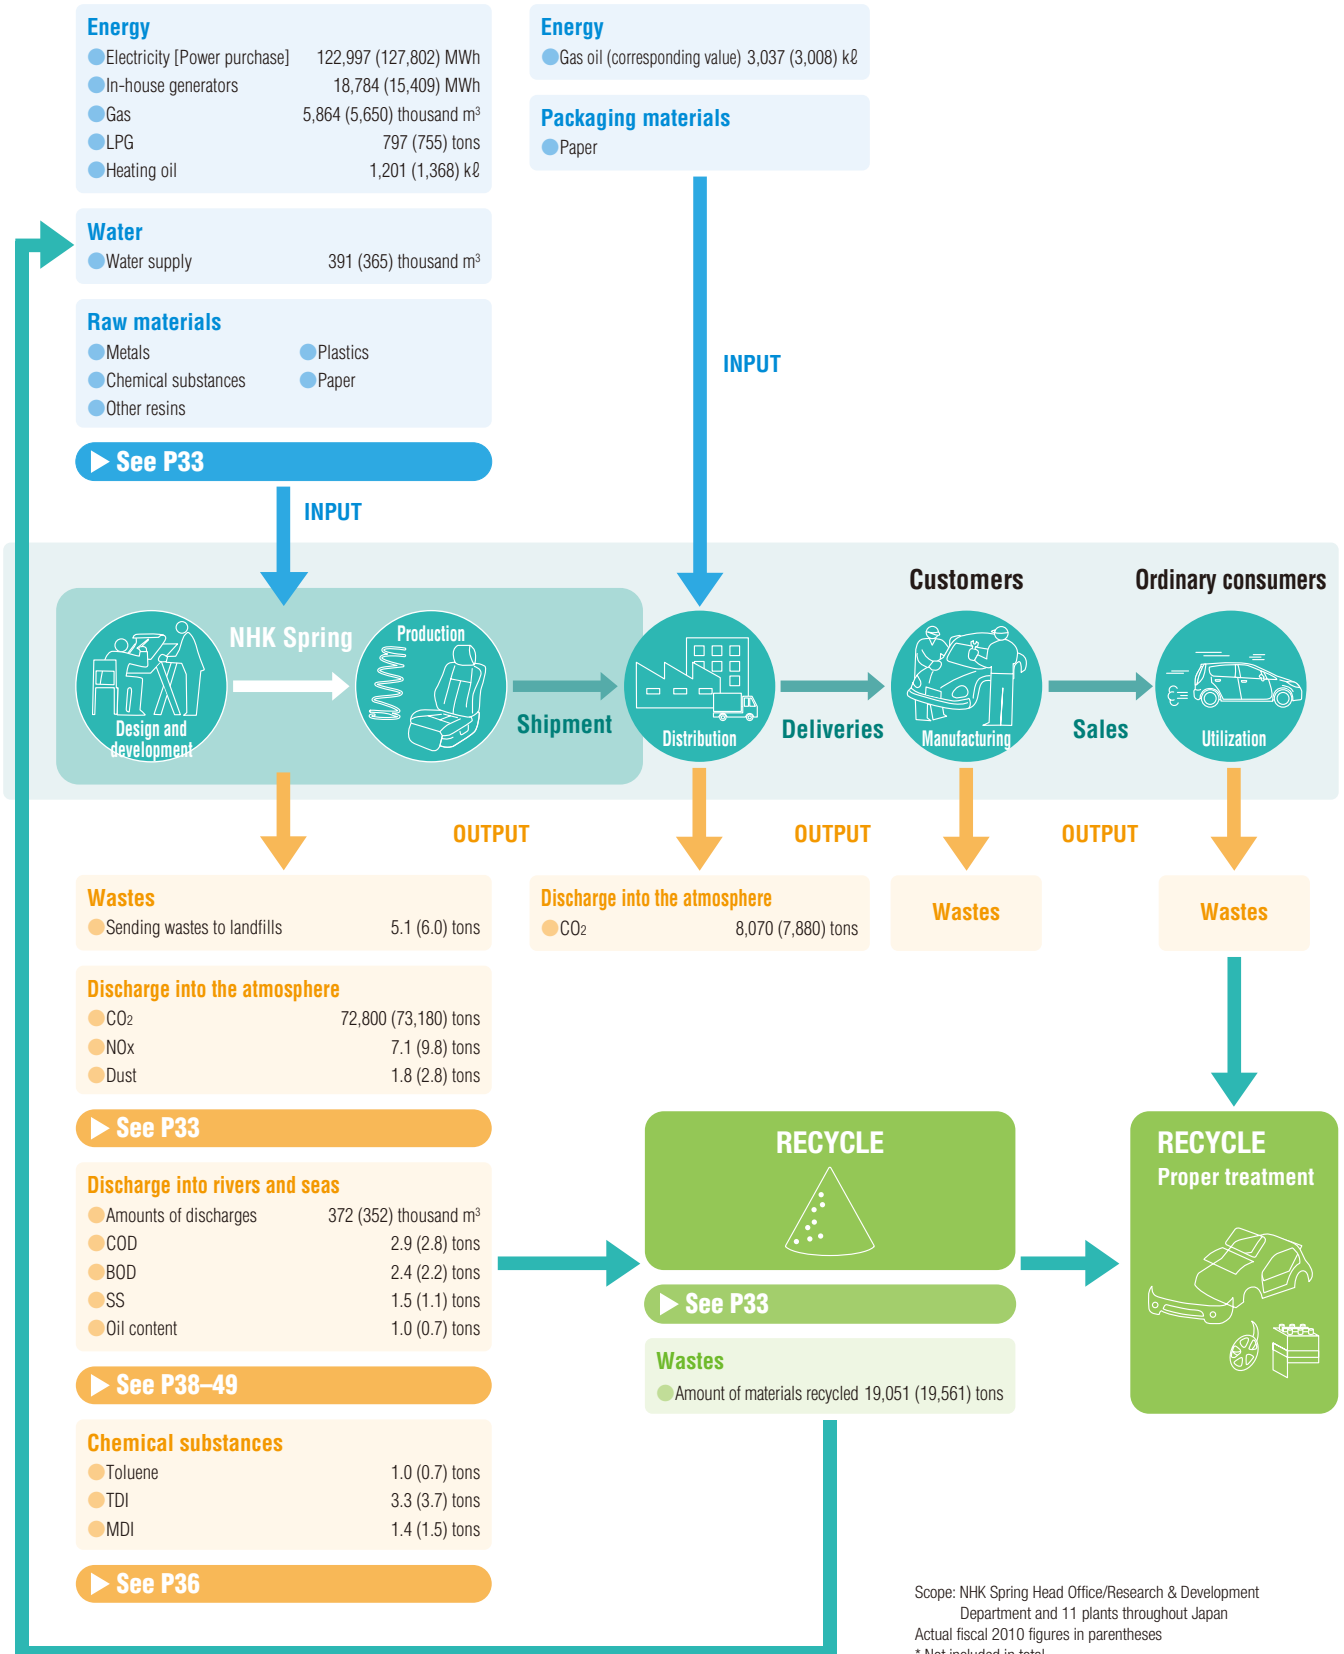 Energy
Electricity [Power purchase] 122,997 (127,802) MWh
In-house generators 18,784 (15,409) MWh
Gas 5,864 (5,650) thousand m³
LPG 797 (755) tons
Heating oil 1,201 (1,368) kℓ
Water
Water supply 391 (365) thousand m³
Raw materials
Metals Plastics
Chemical substances Paper
Other resins
▶ See P33
INPUT
Energy
Gas oil (corresponding value) 3,037 (3,008) kℓ
Packaging materials
Paper
INPUT
Customers
Ordinary consumers
NHK Spring
Design and
development
Production
Shipment
Distribution
Deliveries
Manufacturing
Sales
Utilization
OUTPUT
OUTPUT
OUTPUT
Wastes
Sending wastes to landfills 5.1 (6.0) tons
Discharge into the atmosphere
CO2 72,800 (73,180) tons
NOx 7.1 (9.8) tons
Dust 1.8 (2.8) tons
▶ See P33
Discharge into rivers and seas
Amounts of discharges 372 (352) thousand m³
COD 2.9 (2.8) tons
BOD 2.4 (2.2) tons
SS 1.5 (1.1) tons
Oil content 1.0 (0.7) tons
▶ See P38–49
Chemical substances
Toluene 1.0 (0.7) tons
TDI 3.3 (3.7) tons
MDI 1.4 (1.5) tons
▶ See P36
Discharge into the atmosphere
CO2 8,070 (7,880) tons
Wastes
Wastes
RECYCLE
▶ See P33
Wastes
Amount of materials recycled 19,051 (19,561) tons
RECYCLE
Proper treatment
Scope: NHK Spring Head Office/Research & Development
Department and 11 plants throughout Japan
Actual fiscal 2010 figures in parentheses
* Not included in total